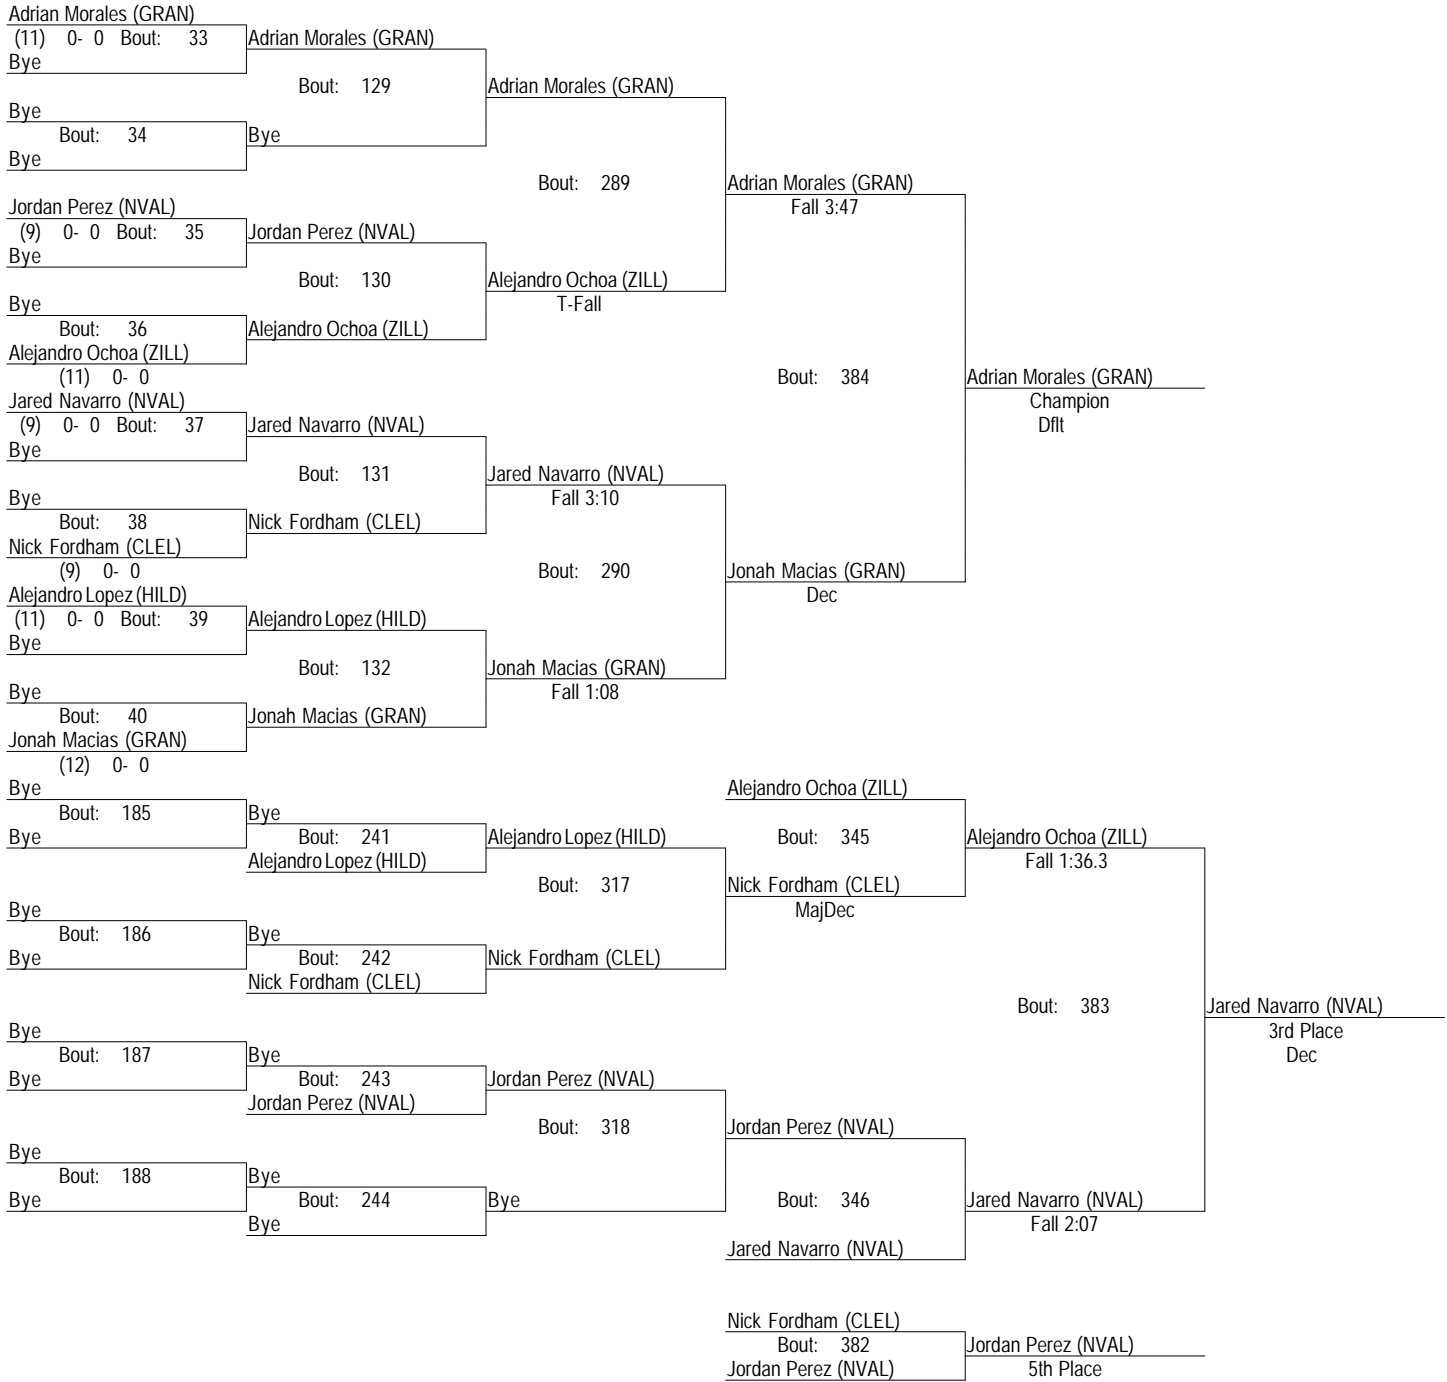 Adrian Morales (GRAN)
(11) 0- 0 Bout: 33
Bye
Bye
Bout: 34
Bye
Jordan Perez (NVAL)
(9) 0- 0 Bout: 35
Bye
Bye
Bout: 36
Alejandro Ochoa (ZILL)
(11) 0- 0
Jared Navarro (NVAL)
(9) 0- 0 Bout: 37
Bye
Bye
Bout: 38
Nick Fordham (CLEL)
(9) 0- 0
Alejandro Lopez (HILD)
(11) 0- 0 Bout: 39
Bye
Bye
Bout: 40
Jonah Macias (GRAN)
(12) 0- 0
Adrian Morales (GRAN)
Bout: 129
Bye
Jordan Perez (NVAL)
Bout: 130
Alejandro Ochoa (ZILL)
Jared Navarro (NVAL)
Bout: 131
Nick Fordham (CLEL)
Alejandro Lopez (HILD)
Bout: 132
Jonah Macias (GRAN)
Adrian Morales (GRAN)
Bout: 289
Alejandro Ochoa (ZILL)
T-Fall
Jared Navarro (NVAL)
Fall 3:10
Bout: 290
Jonah Macias (GRAN)
Fall 1:08
Adrian Morales (GRAN)
Fall 3:47
Bout: 384
Jonah Macias (GRAN)
Dec
Adrian Morales (GRAN)
Champion
Dflt
Bye
Bout: 185
Bye
Bye
Bout: 186
Bye
Bye
Bout: 187
Bye
Bye
Bout: 188
Bye
Bye
Bout: 241
Alejandro Lopez (HILD)
Bye
Bout: 242
Nick Fordham (CLEL)
Bye
Bout: 243
Jordan Perez (NVAL)
Bye
Bout: 244
Bye
Alejandro Lopez (HILD)
Bout: 317
Nick Fordham (CLEL)
Jordan Perez (NVAL)
Bout: 318
Bye
Alejandro Ochoa (ZILL)
Bout: 345
Nick Fordham (CLEL)
MajDec
Jordan Perez (NVAL)
Bout: 346
Jared Navarro (NVAL)
Alejandro Ochoa (ZILL)
Fall 1:36.3
Bout: 383
Jared Navarro (NVAL)
Fall 2:07
Jared Navarro (NVAL)
3rd Place
Dec
Nick Fordham (CLEL)
Bout: 382
Jordan Perez (NVAL)
Jordan Perez (NVAL)
5th Place